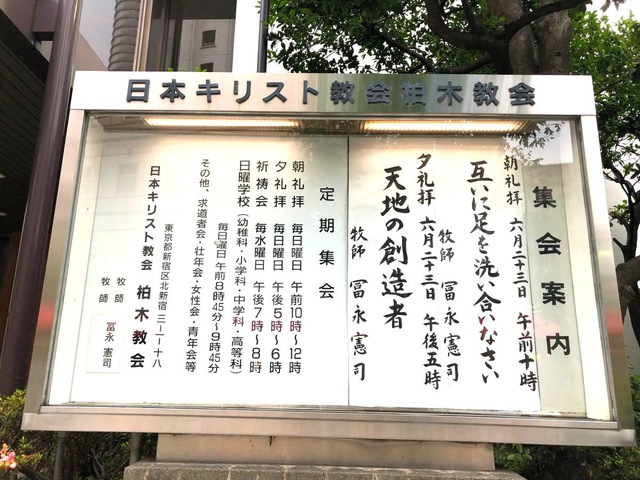 日本キリスト教会柏木教会
集会案内
朝礼拝 六月二十三日 午前十時
互いに足を洗い合いなさい
牧師 冨永憲司
夕礼拝 六月二十三日 午後五時
天地の創造者
牧師 冨永憲司
定期集会
朝礼拝 毎日曜日 午前10時〜12時
夕礼拝 毎日曜日 午後5時〜6時
祈祷会 毎水曜日 午後7時〜8時
日曜学校（幼稚科・小学科・中学科・高等科）
毎日曜日 午前8時45分〜9時45分
その他、求道者会・壮年会・女性会・青年会等
東京都新宿区北新宿三ー一ー十八
日本キリスト教会 柏木教会
牧師 冨永 憲司
牧師